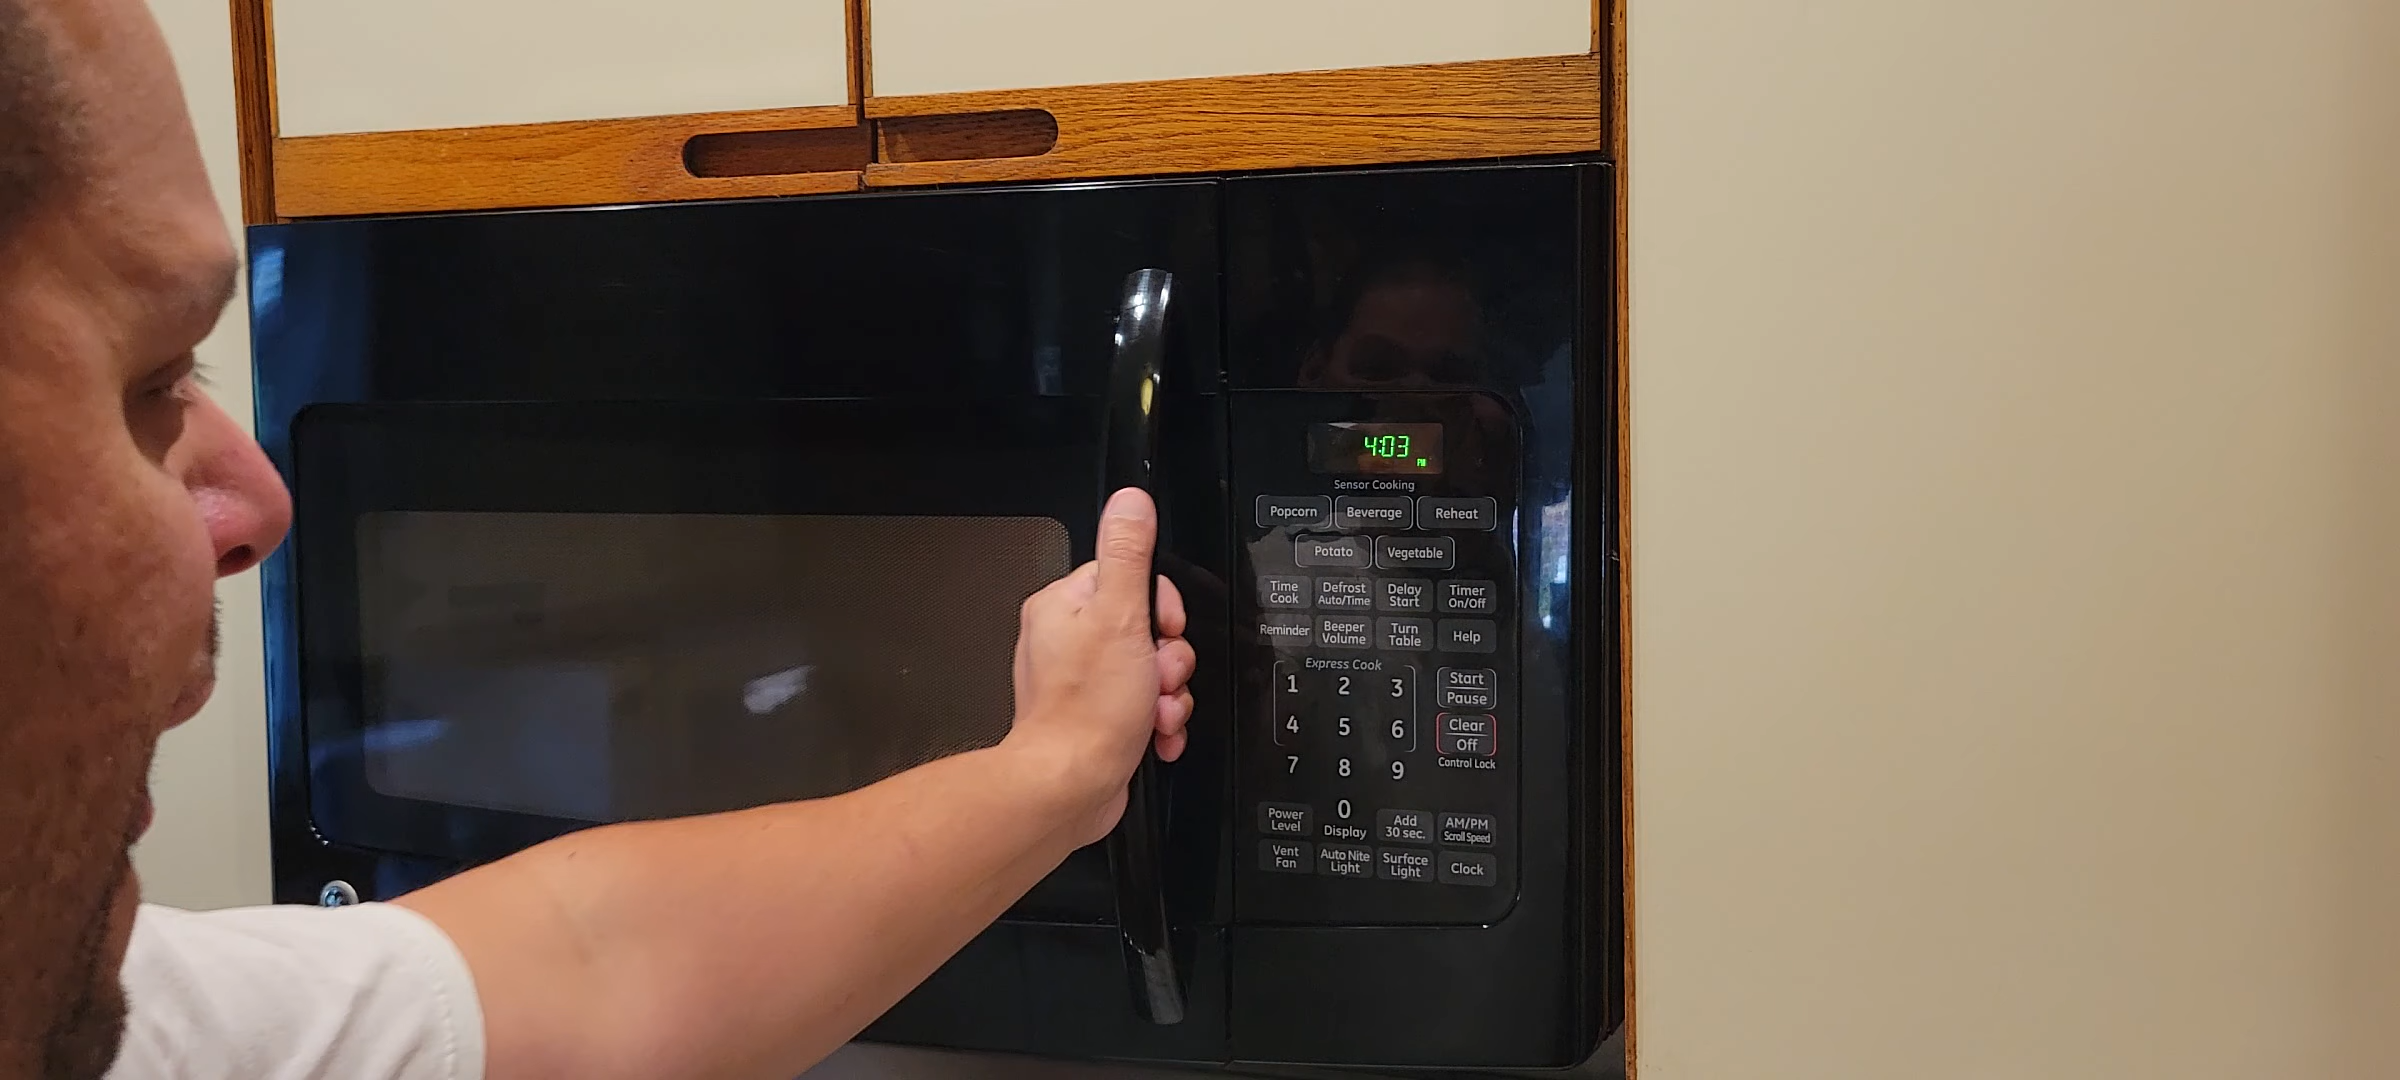 4:03
PM
Sensor Cooking
Popcorn Beverage Reheat
Potato Vegetable
Time Cook
Defrost Auto/Time
Delay Start
Timer On/Off
Reminder
Beeper Volume
Turn Table
Help
Express Cook
1 2 3
Start
Pause
4 5 6
Clear
Off
Control Lock
7 8 9
0
Display
Power Level
Add 30 sec.
AM/PM
Scroll Speed
Vent Fan
Auto Nite Light
Surface Light
Clock